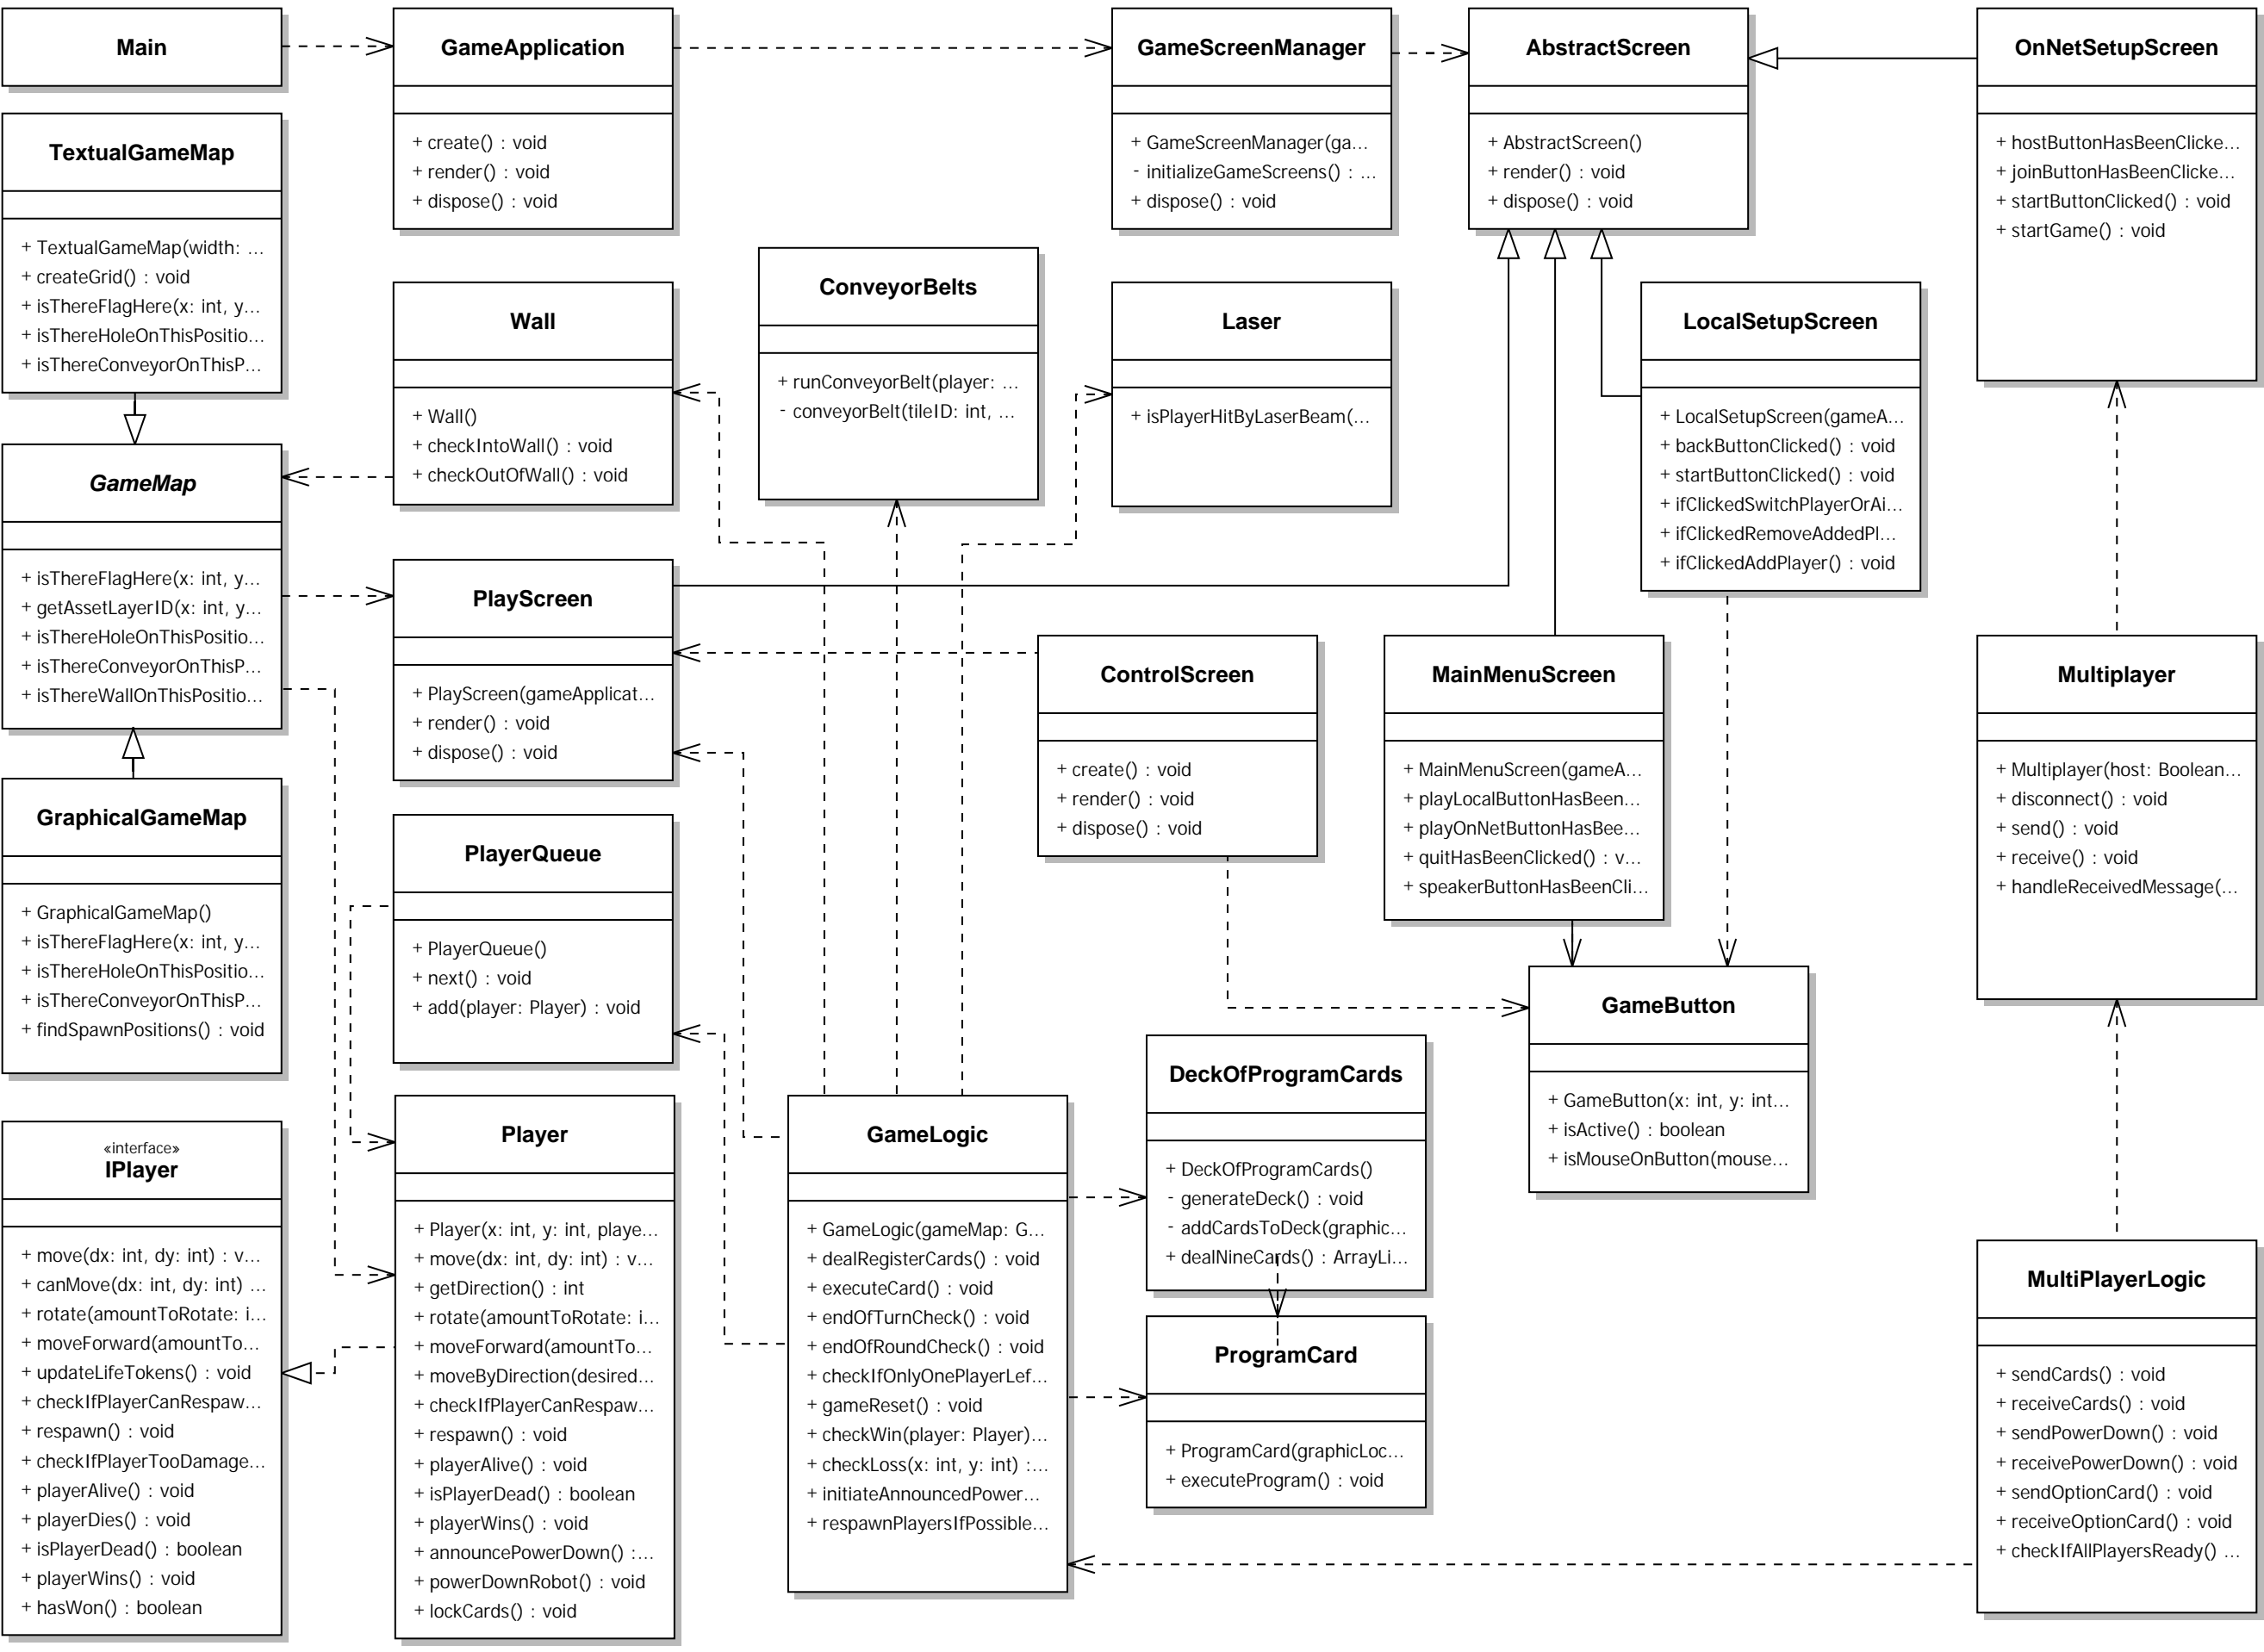 Main
GameApplication
+ create() : void
+ render() : void
+ dispose() : void
GameScreenManager
+ GameScreenManager(ga...
- initializeGameScreens() : ...
+ dispose() : void
AbstractScreen
+ AbstractScreen()
+ render() : void
+ dispose() : void
OnNetSetupScreen
+ hostButtonHasBeenClicke...
+ joinButtonHasBeenClicke...
+ startButtonClicked() : void
+ startGame() : void
TextualGameMap
+ TextualGameMap(width: ...
+ createGrid() : void
+ isThereFlagHere(x: int, y...
+ isThereHoleOnThisPositio...
+ isThereConveyorOnThisP...
Wall
+ Wall()
+ checkIntoWall() : void
+ checkOutOfWall() : void
ConveyorBelts
+ runConveyorBelt(player: ...
- conveyorBelt(tileID: int, ...
Laser
+ isPlayerHitByLaserBeam(...
LocalSetupScreen
+ LocalSetupScreen(gameA...
+ backButtonClicked() : void
+ startButtonClicked() : void
+ ifClickedSwitchPlayerOrAi...
+ ifClickedRemoveAddedPl...
+ ifClickedAddPlayer() : void
GameMap
+ isThereFlagHere(x: int, y...
+ getAssetLayerID(x: int, y...
+ isThereHoleOnThisPositio...
+ isThereConveyorOnThisP...
+ isThereWallOnThisPositio...
PlayScreen
+ PlayScreen(gameApplicat...
+ render() : void
+ dispose() : void
ControlScreen
+ create() : void
+ render() : void
+ dispose() : void
MainMenuScreen
+ MainMenuScreen(gameA...
+ playLocalButtonHasBeen...
+ playOnNetButtonHasBee...
+ quitHasBeenClicked() : v...
+ speakerButtonHasBeenCli...
Multiplayer
+ Multiplayer(host: Boolean...
+ disconnect() : void
+ send() : void
+ receive() : void
+ handleReceivedMessage(...
GraphicalGameMap
+ GraphicalGameMap()
+ isThereFlagHere(x: int, y...
+ isThereHoleOnThisPositio...
+ isThereConveyorOnThisP...
+ findSpawnPositions() : void
PlayerQueue
+ PlayerQueue()
+ next() : void
+ add(player: Player) : void
GameButton
+ GameButton(x: int, y: int...
+ isActive() : boolean
+ isMouseOnButton(mouse...
DeckOfProgramCards
+ DeckOfProgramCards()
- generateDeck() : void
- addCardsToDeck(graphic...
+ dealNineCards() : ArrayLi...
«interface»
IPlayer
+ move(dx: int, dy: int) : v...
+ canMove(dx: int, dy: int) ...
+ rotate(amountToRotate: i...
+ moveForward(amountTo...
+ updateLifeTokens() : void
+ checkIfPlayerCanRespaw...
+ respawn() : void
+ checkIfPlayerTooDamage...
+ playerAlive() : void
+ playerDies() : void
+ isPlayerDead() : boolean
+ playerWins() : void
+ hasWon() : boolean
Player
+ Player(x: int, y: int, playe...
+ move(dx: int, dy: int) : v...
+ getDirection() : int
+ rotate(amountToRotate: i...
+ moveForward(amountTo...
+ moveByDirection(desired...
+ checkIfPlayerCanRespaw...
+ respawn() : void
+ playerAlive() : void
+ isPlayerDead() : boolean
+ playerWins() : void
+ announcePowerDown() :...
+ powerDownRobot() : void
+ lockCards() : void
GameLogic
+ GameLogic(gameMap: G...
+ dealRegisterCards() : void
+ executeCard() : void
+ endOfTurnCheck() : void
+ endOfRoundCheck() : void
+ checkIfOnlyOnePlayerLef...
+ gameReset() : void
+ checkWin(player: Player)...
+ checkLoss(x: int, y: int) :...
+ initiateAnnouncedPower...
+ respawnPlayersIfPossible...
ProgramCard
+ ProgramCard(graphicLoc...
+ executeProgram() : void
MultiPlayerLogic
+ sendCards() : void
+ receiveCards() : void
+ sendPowerDown() : void
+ receivePowerDown() : void
+ sendOptionCard() : void
+ receiveOptionCard() : void
+ checkIfAllPlayersReady() ...